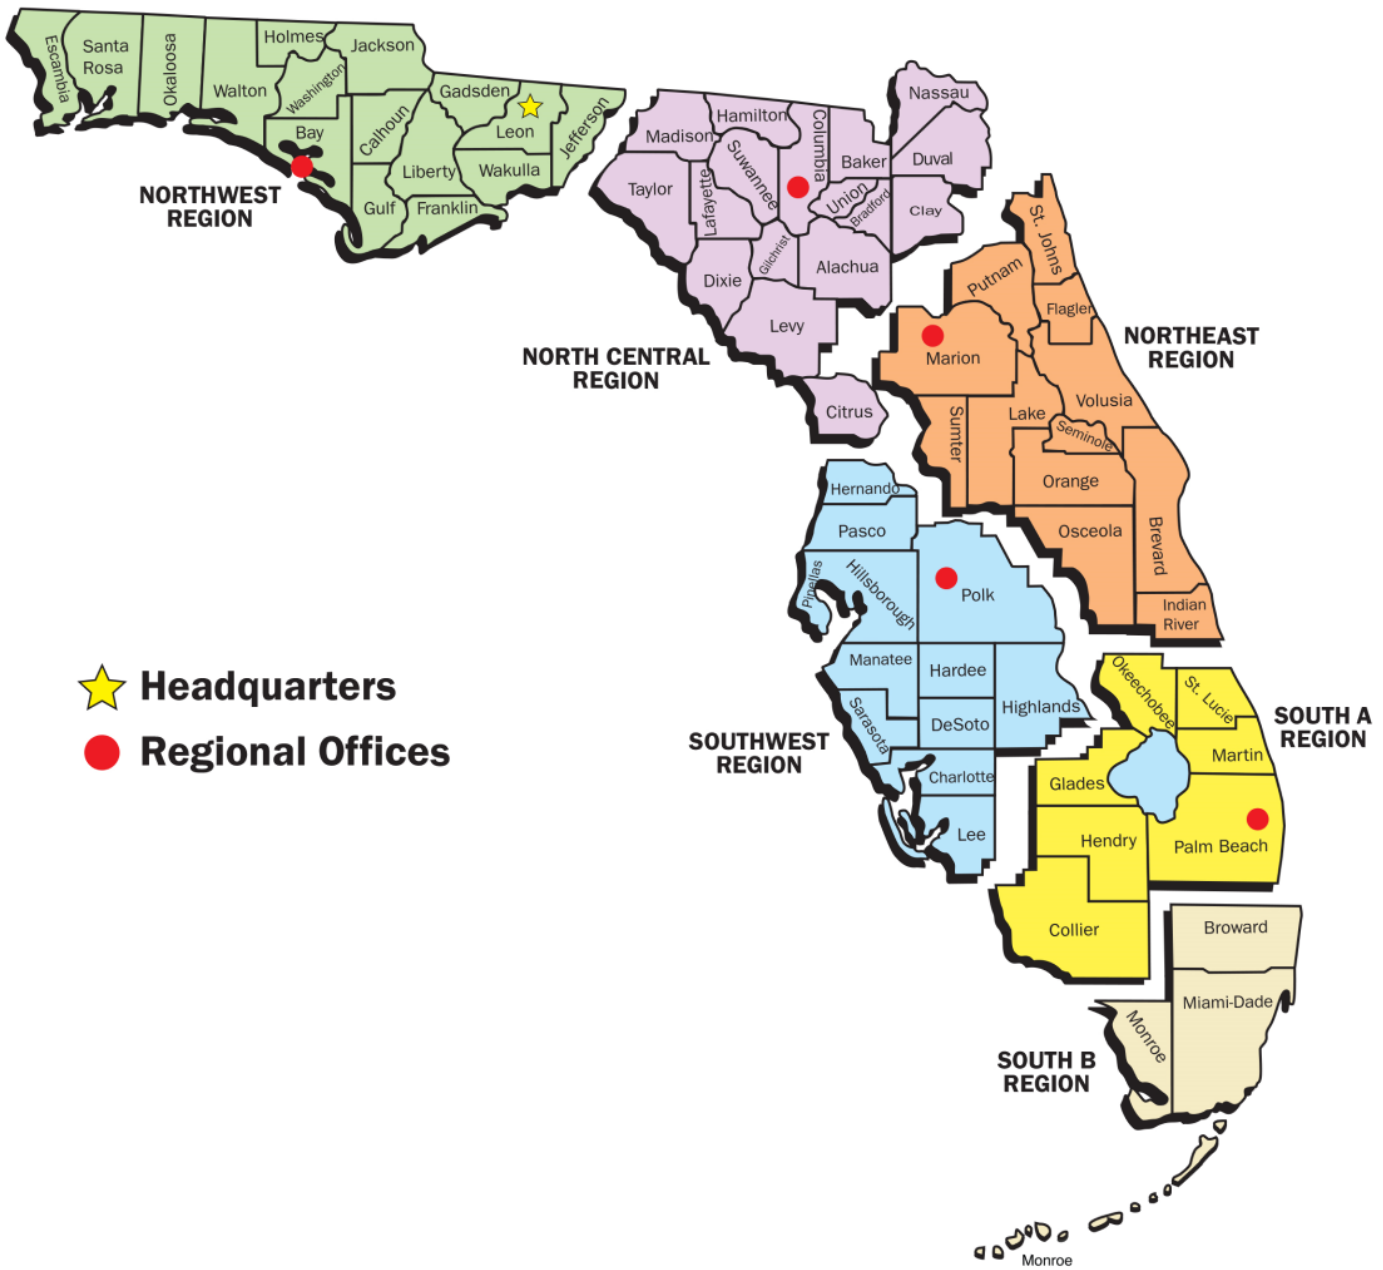 Escambia
Santa
Rosa
Okaloosa
Walton
Holmes
Washington
Jackson
Bay
Calhoun
Gulf
Liberty
Franklin
Gadsden
Leon
Wakulla
Jefferson
NORTHWEST
REGION
Madison
Hamilton
Taylor
Lafayette
Suwannee
Columbia
Baker
Nassau
Duval
Union
Bradford
Clay
Dixie
Gilchrist
Alachua
Levy
Citrus
NORTH CENTRAL
REGION
St. Johns
Putnam
Flagler
Marion
Volusia
Sumter
Lake
Seminole
Orange
Osceola
Brevard
Indian
River
NORTHEAST
REGION
Hernando
Pasco
Pinellas
Hillsborough
Polk
Manatee
Hardee
Sarasota
DeSoto
Highlands
Charlotte
Lee
SOUTHWEST
REGION
Headquarters
Regional Offices
Okeechobee
St. Lucie
Martin
Glades
Hendry
Palm Beach
Collier
SOUTH A
REGION
Broward
Miami-Dade
Monroe
SOUTH B
REGION
Monroe